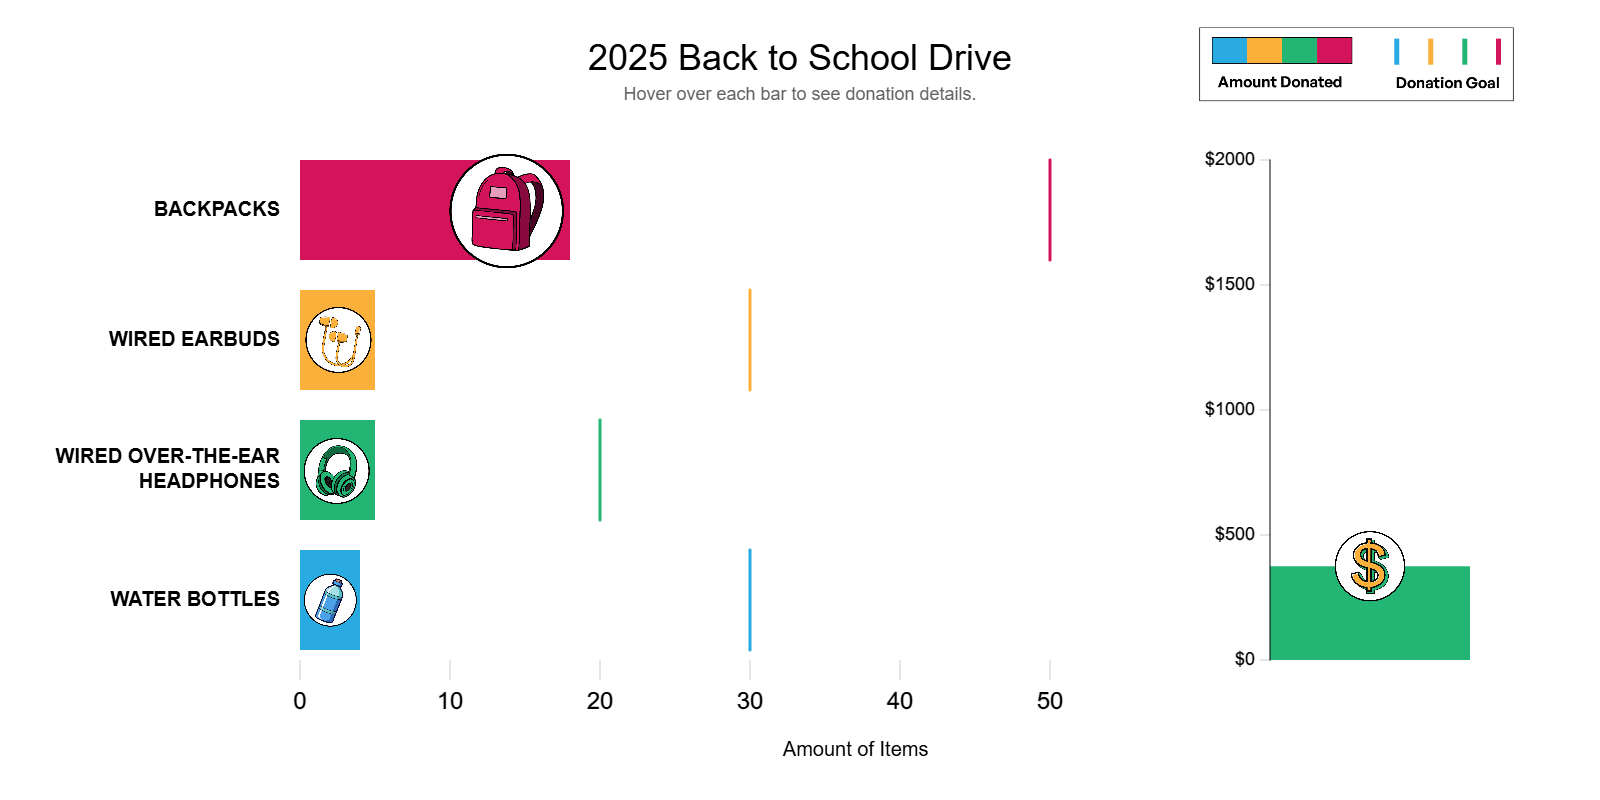 2025 Back to School Drive
Hover over each bar to see donation details.
Amount Donated
Donation Goal
BACKPACKS
WIRED EARBUDS
WIRED OVER-THE-EAR
HEADPHONES
WATER BOTTLES
0 10 20 30 40 50
Amount of Items
$2000
$1500
$1000
$500
$0
$